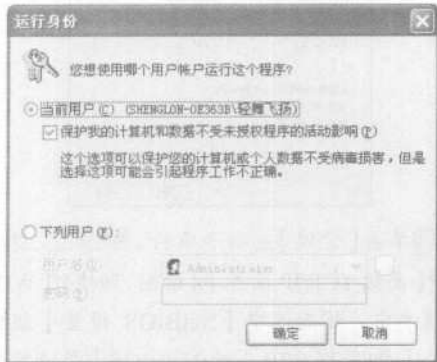 运行身份
您想使用哪个用户帐户运行这个程序?
当前用户(C) (SHENGLON-0E363B\轻舞飞扬)
保护我的计算机和数据不受未授权程序的活动影响(P)
这个选项可以保护您的计算机或个人数据不受病毒损害，但是
选择这项可能会引起程序工作不正确。
下列用户(F):
用户名(U):
Administrator
密码(P):
确定 取消